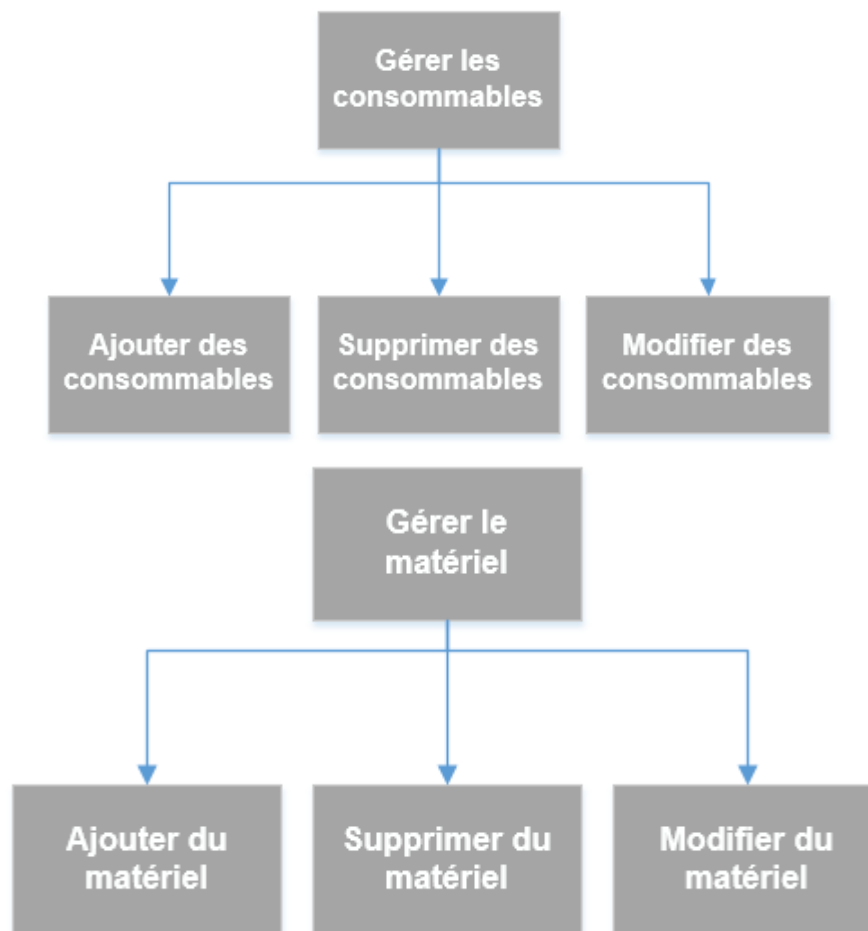 Gérer les
consommables
Ajouter des
consommables
Supprimer des
consommables
Modifier des
consommables
Gérer le
matériel
Ajouter du
matériel
Supprimer du
matériel
Modifier du
matériel